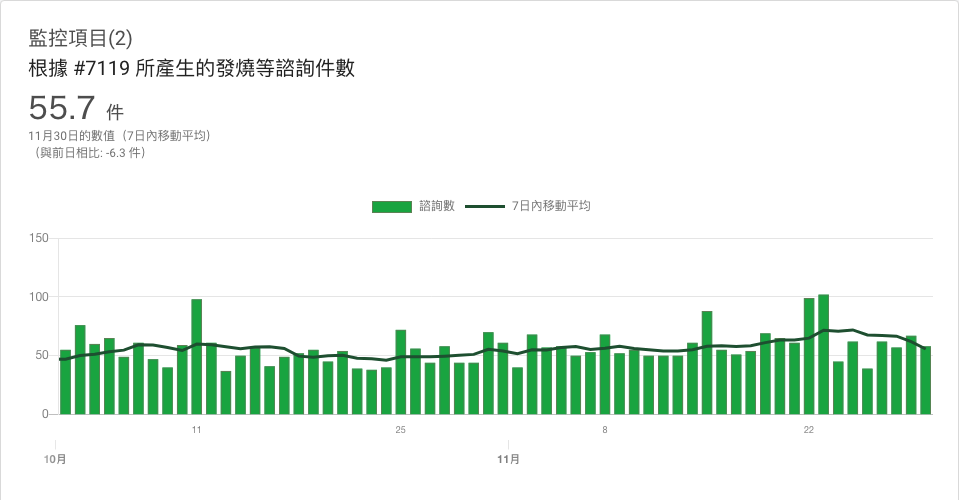 監控項目(2)
根據 #7119 所產生的發燒等諮詢件數
55.7 件
11月30日的數值（7日內移動平均）
（與前日相比: -6.3 件）
諮詢數 7日內移動平均
150
100
50
0
11 25 8 22
10月 11月